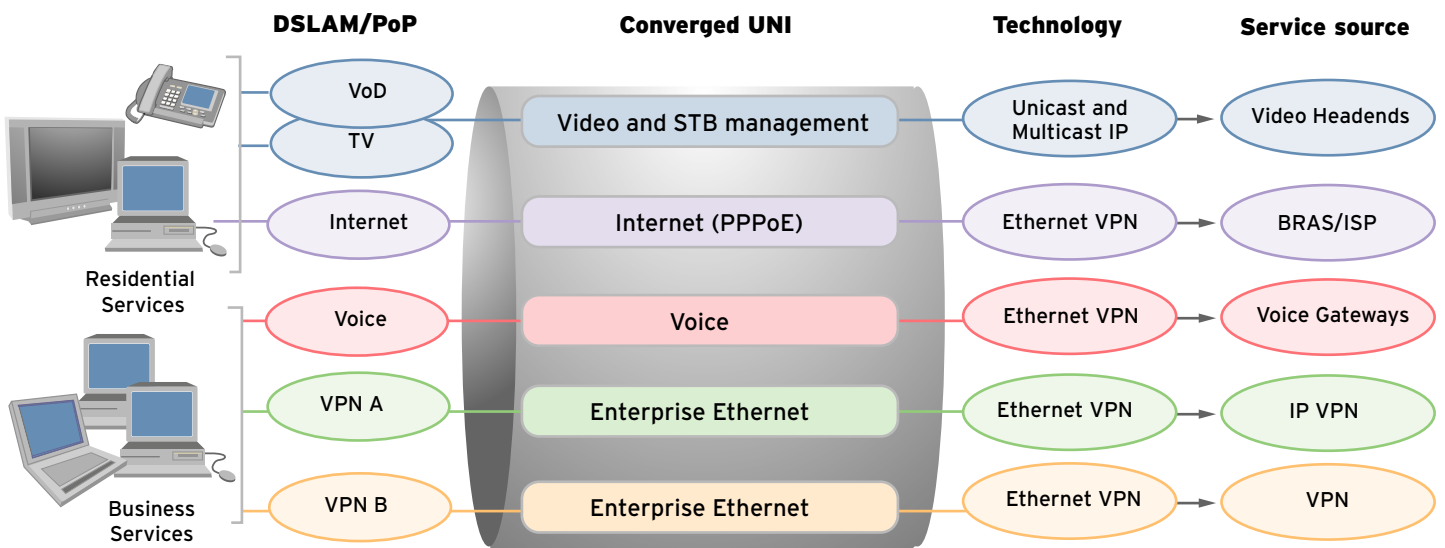 DSLAM/PoP
Converged UNI
Technology
Service source
VoD
TV
Video and STB management
Unicast and
Multicast IP
Video Headends
Internet
Internet (PPPoE)
Ethernet VPN
BRAS/ISP
Residential
Services
Voice
Voice
Ethernet VPN
Voice Gateways
VPN A
Enterprise Ethernet
Ethernet VPN
IP VPN
VPN B
Enterprise Ethernet
Ethernet VPN
VPN
Business
Services